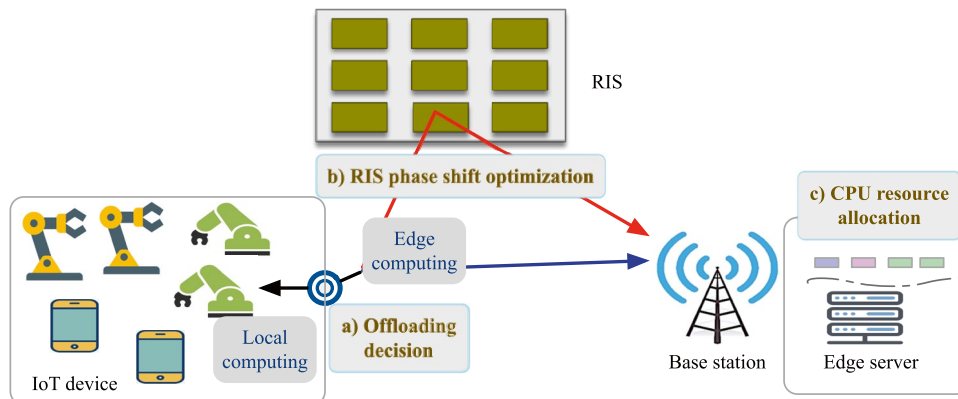 RIS
b) RIS phase shift optimization
c) CPU resource
allocation
Edge
computing
a) Offloading
decision
Local
computing
IoT device
Base station
Edge server